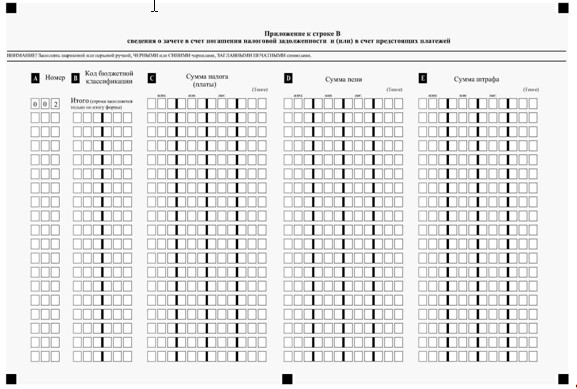 Приложение к строке В
сведения о зачете в счет погашения налоговой задолженности и (или) в счет предстоящих платежей
ВНИМАНИЕ! Заполнять шариковой или перьевой ручкой, ЧЕРНЫМИ или СИНИМИ чернилами, ЗАГЛАВНЫМИ ПЕЧАТНЫМИ символами.
A Номер B Код бюджетной классификации C Сумма налога (платы) D Сумма пени E Сумма штрафа
(Тенге) (Тенге) (Тенге)
млрд млн тыс млрд млн тыс млрд млн тыс
0 0 2 Итого (строка заполняется
только по итогу формы)